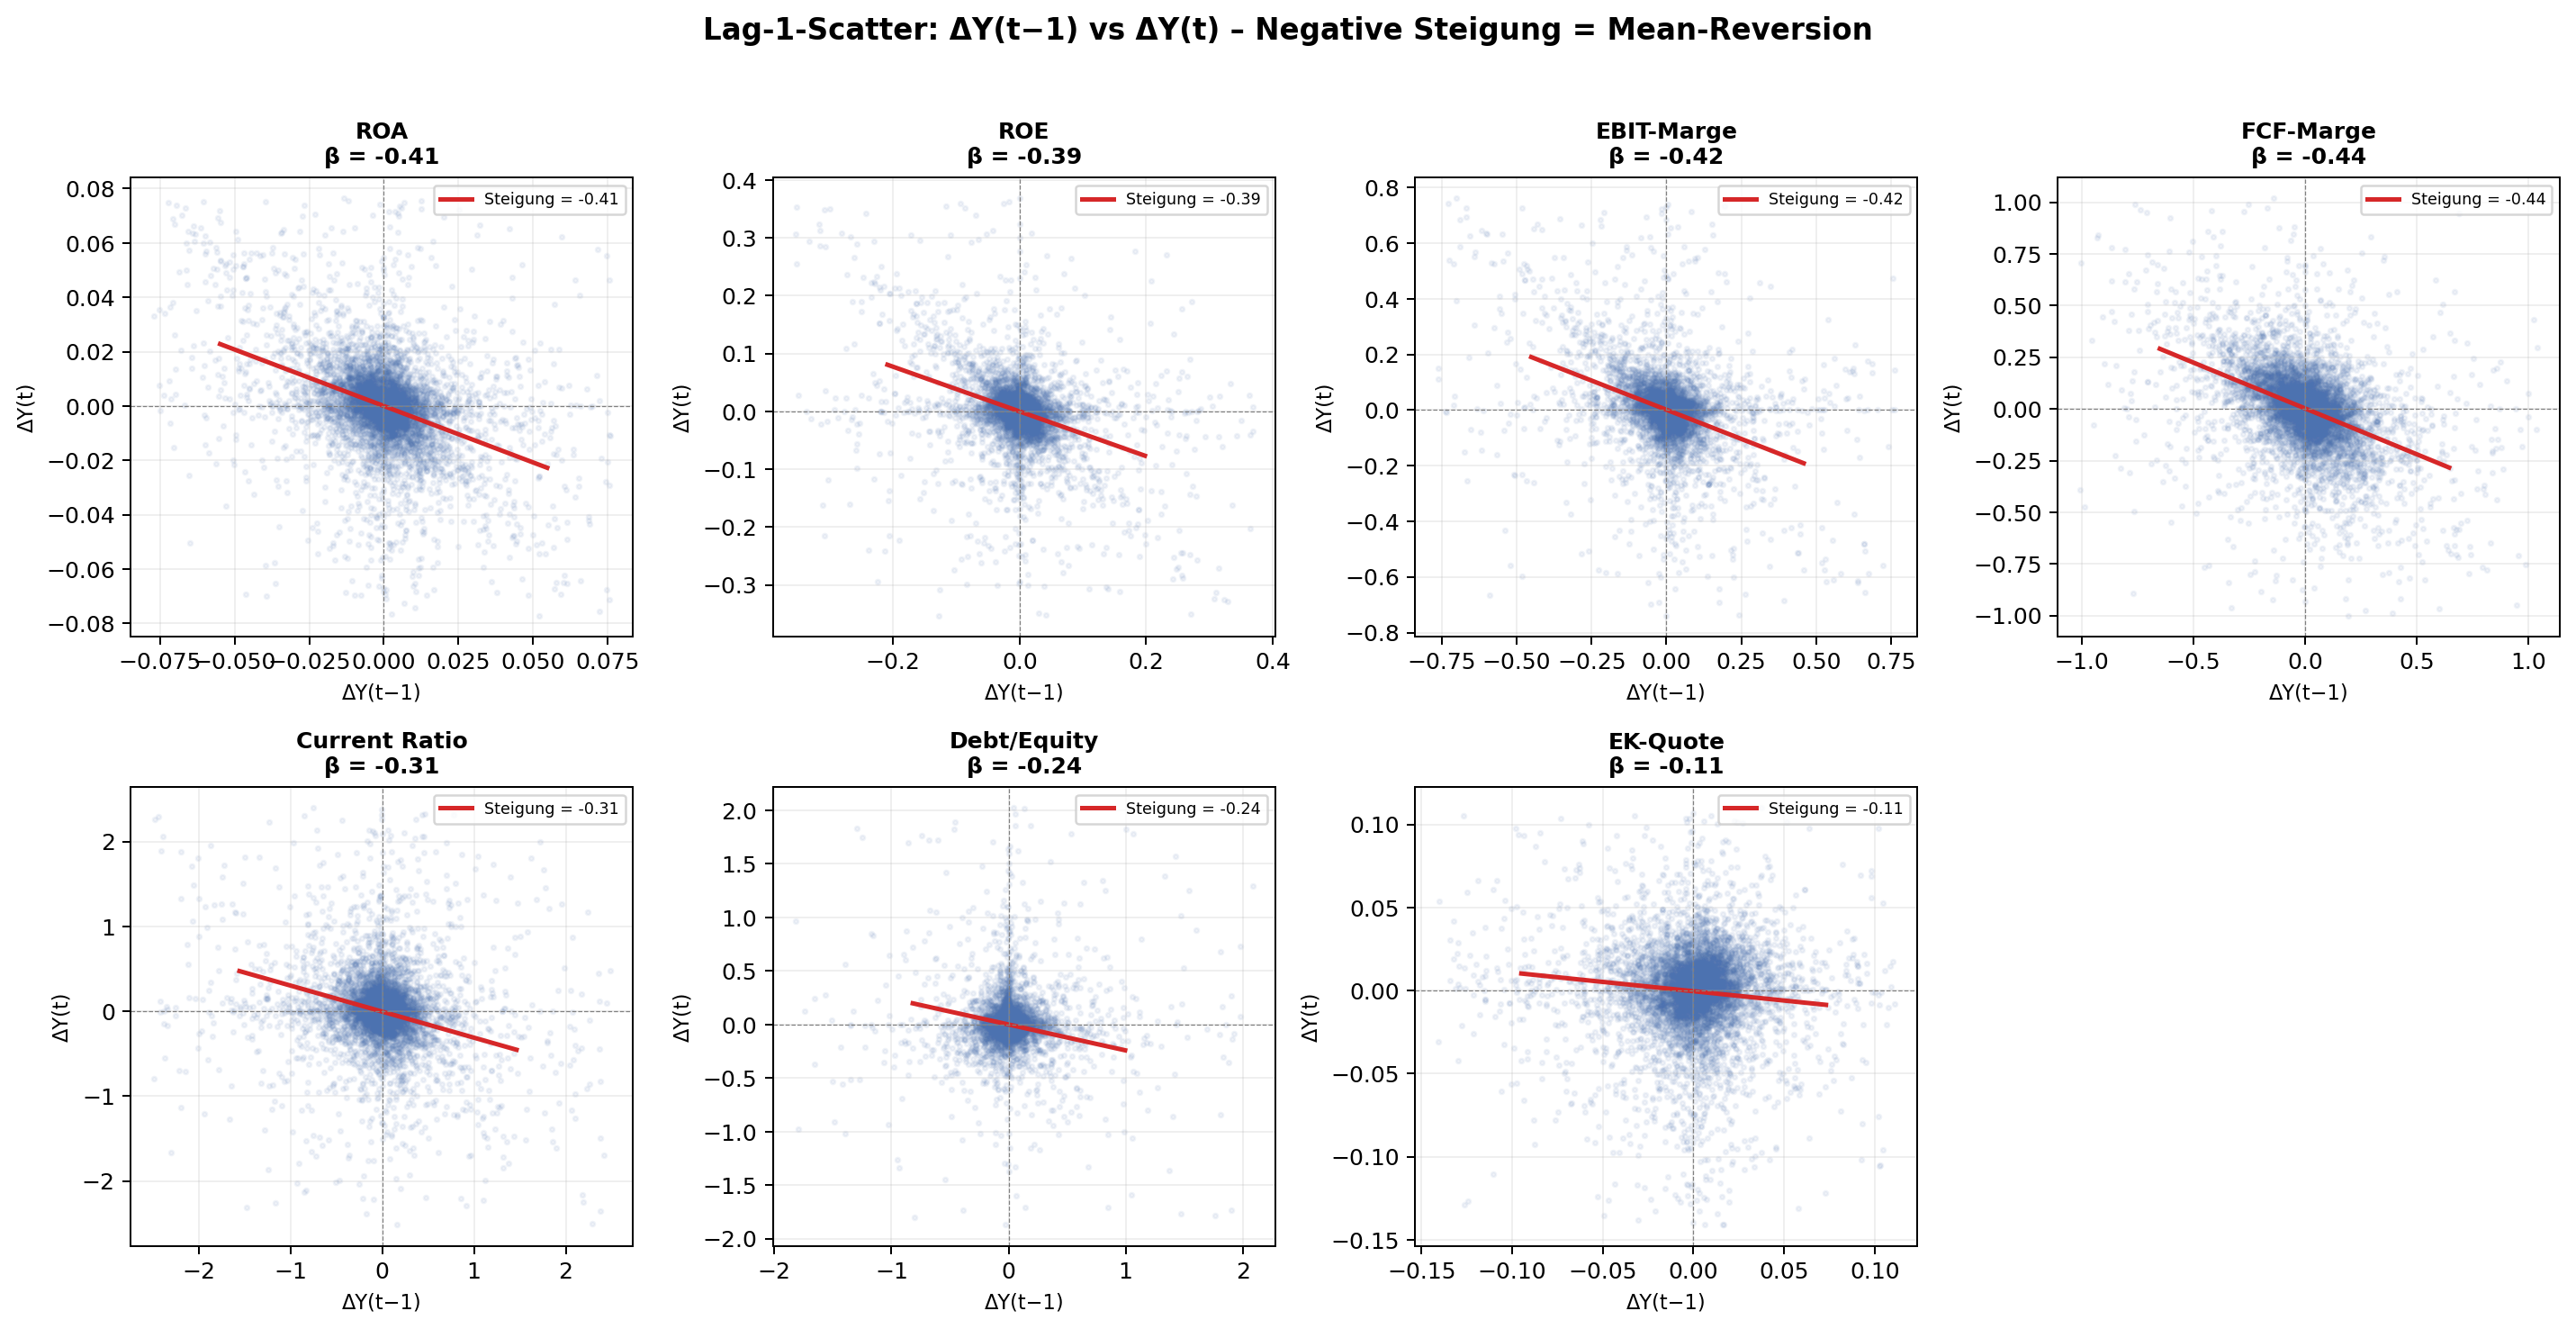 Lag-1-Scatter: ΔY(t−1) vs ΔY(t) – Negative Steigung = Mean-Reversion
ROA
β = -0.41
Steigung = -0.41
0.08
0.06
0.04
0.02
0.00
−0.02
−0.04
−0.06
−0.08
ΔY(t)
−0.075 −0.050 −0.025 0.000 0.025 0.050 0.075
ΔY(t−1)
ROE
β = -0.39
Steigung = -0.39
0.4
0.3
0.2
0.1
0.0
−0.1
−0.2
−0.3
ΔY(t)
−0.2 0.0 0.2 0.4
ΔY(t−1)
EBIT-Marge
β = -0.42
Steigung = -0.42
0.8
0.6
0.4
0.2
0.0
−0.2
−0.4
−0.6
−0.8
ΔY(t)
−0.75 −0.50 −0.25 0.00 0.25 0.50 0.75
ΔY(t−1)
FCF-Marge
β = -0.44
Steigung = -0.44
1.00
0.75
0.50
0.25
0.00
−0.25
−0.50
−0.75
−1.00
ΔY(t)
−1.0 −0.5 0.0 0.5 1.0
ΔY(t−1)
Current Ratio
β = -0.31
Steigung = -0.31
2
1
0
−1
−2
ΔY(t)
−2 −1 0 1 2
ΔY(t−1)
Debt/Equity
β = -0.24
Steigung = -0.24
2.0
1.5
1.0
0.5
0.0
−0.5
−1.0
−1.5
−2.0
ΔY(t)
−2 −1 0 1 2
ΔY(t−1)
EK-Quote
β = -0.11
Steigung = -0.11
0.10
0.05
0.00
−0.05
−0.10
−0.15
ΔY(t)
−0.15 −0.10 −0.05 0.00 0.05 0.10
ΔY(t−1)